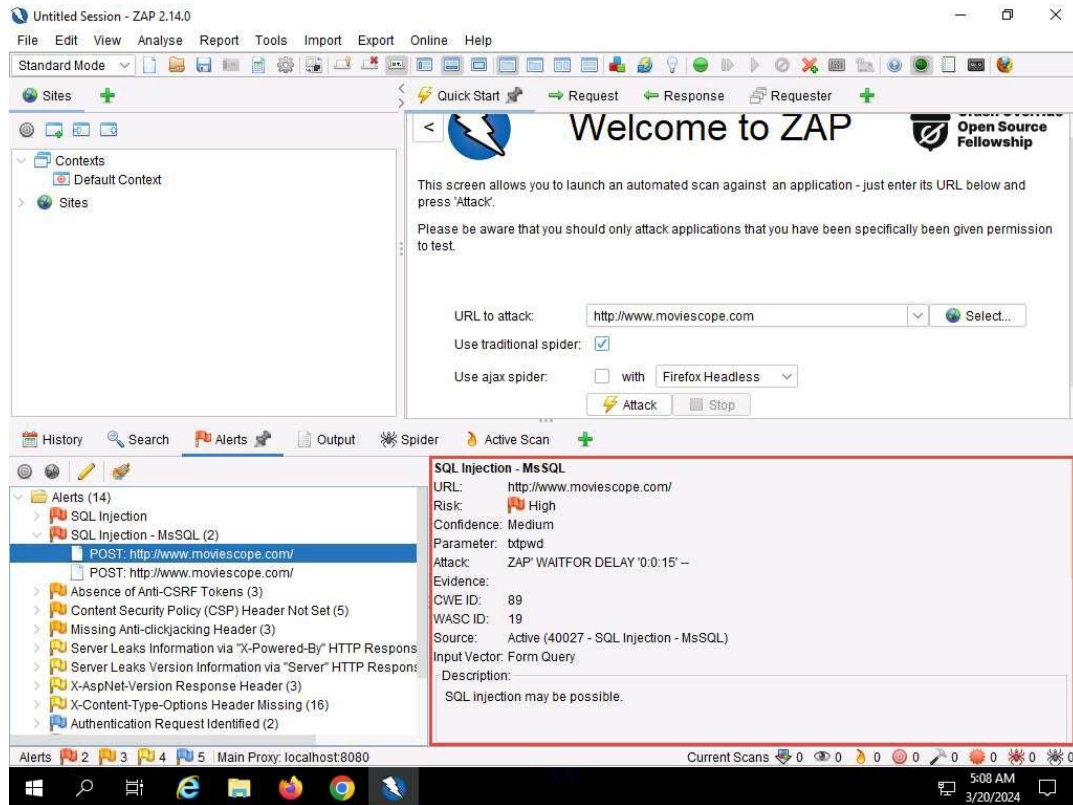 Untitled Session - ZAP 2.14.0
File Edit View Analyse Report Tools Import Export Online Help
Standard Mode
Sites
Quick Start Request Response Requester
Contexts
Default Context
Sites
< Welcome to ZAP
Open Source
Fellowship
This screen allows you to launch an automated scan against an application - just enter its URL below and
press 'Attack'.
Please be aware that you should only attack applications that you have been specifically been given permission
to test.
URL to attack: http://www.moviescope.com Select...
Use traditional spider:
Use ajax spider: with Firefox Headless
Attack Stop
History Search Alerts Output Spider Active Scan
Alerts (14)
SQL Injection
SQL Injection - MsSQL (2)
POST: http://www.moviescope.com/
POST: http://www.moviescope.com/
Absence of Anti-CSRF Tokens (3)
Content Security Policy (CSP) Header Not Set (5)
Missing Anti-clickjacking Header (3)
Server Leaks Information via "X-Powered-By" HTTP Respons
Server Leaks Version Information via "Server" HTTP Respons
X-AspNet-Version Response Header (3)
X-Content-Type-Options Header Missing (16)
Authentication Request Identified (2)
SQL Injection - MsSQL
URL: http://www.moviescope.com/
Risk: High
Confidence: Medium
Parameter: txtpwd
Attack: ZAP' WAITFOR DELAY '0:0:15' --
Evidence:
CWE ID: 89
WASC ID: 19
Source: Active (40027 - SQL Injection - MsSQL)
Input Vector: Form Query
Description:
SQL injection may be possible.
Alerts 2 3 4 5 Main Proxy: localhost:8080 Current Scans 0 0 0 0 0 0 0 0
5:08 AM
3/20/2024